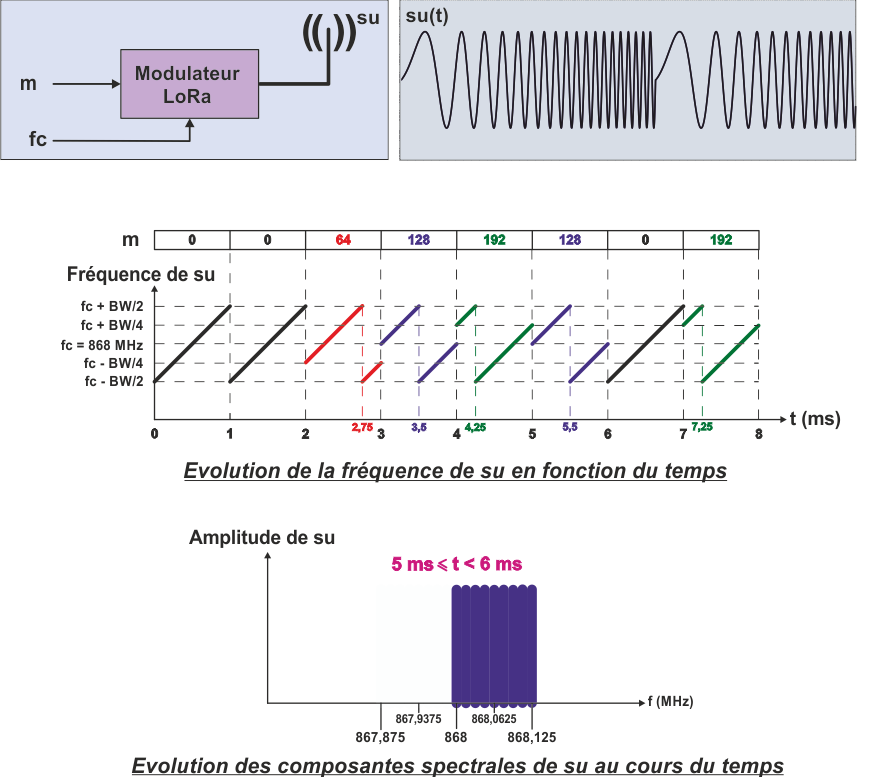 su
m
Modulateur
LoRa
fc
su(t)
m 0 0 64 128 192 128 0 192
Fréquence de su
fc + BW/2
fc + BW/4
fc = 868 MHz
fc - BW/4
fc - BW/2
0 1 2 2,75 3 3,5 4 4,25 5 5,5 6 7 7,25 8 t (ms)
Evolution de la fréquence de su en fonction du temps
Amplitude de su
5 ms ⩽ t < 6 ms
f (MHz)
867,9375 868,0625
867,875 868 868,125
Evolution des composantes spectrales de su au cours du temps